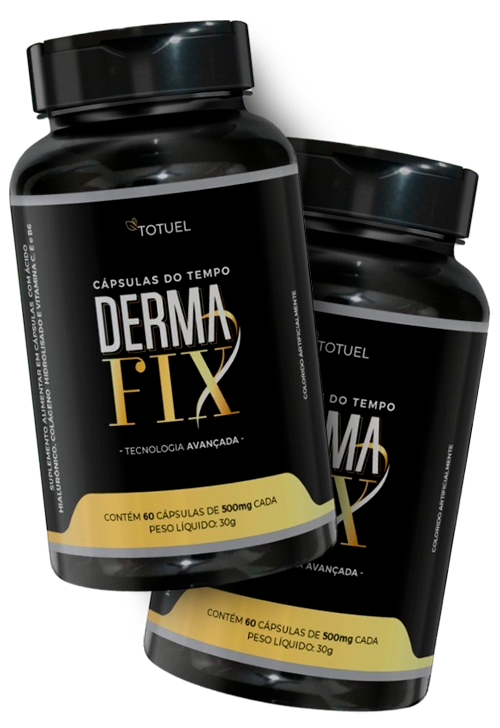 TOTUEL
CÁPSULAS DO TEMPO
DERMA
FIX
- TECNOLOGIA AVANÇADA -
CONTÉM 60 CÁPSULAS DE 500mg CADA
PESO LÍQUIDO: 30g
SUPLEMENTO ALIMENTAR EM CÁPSULAS COM ÁCIDO
HIALURÔNICO, COLÁGENO HIDROLISADO E VITAMINA C, E e B6
COLORIDO ARTIFICIALMENTE
TOTUEL
DO TEMPO
MA
X
AVANÇADA -
CONTÉM 60 CÁPSULAS DE 500mg CADA
PESO LÍQUIDO: 30g
COLORIDO ARTIFICIALMENTE